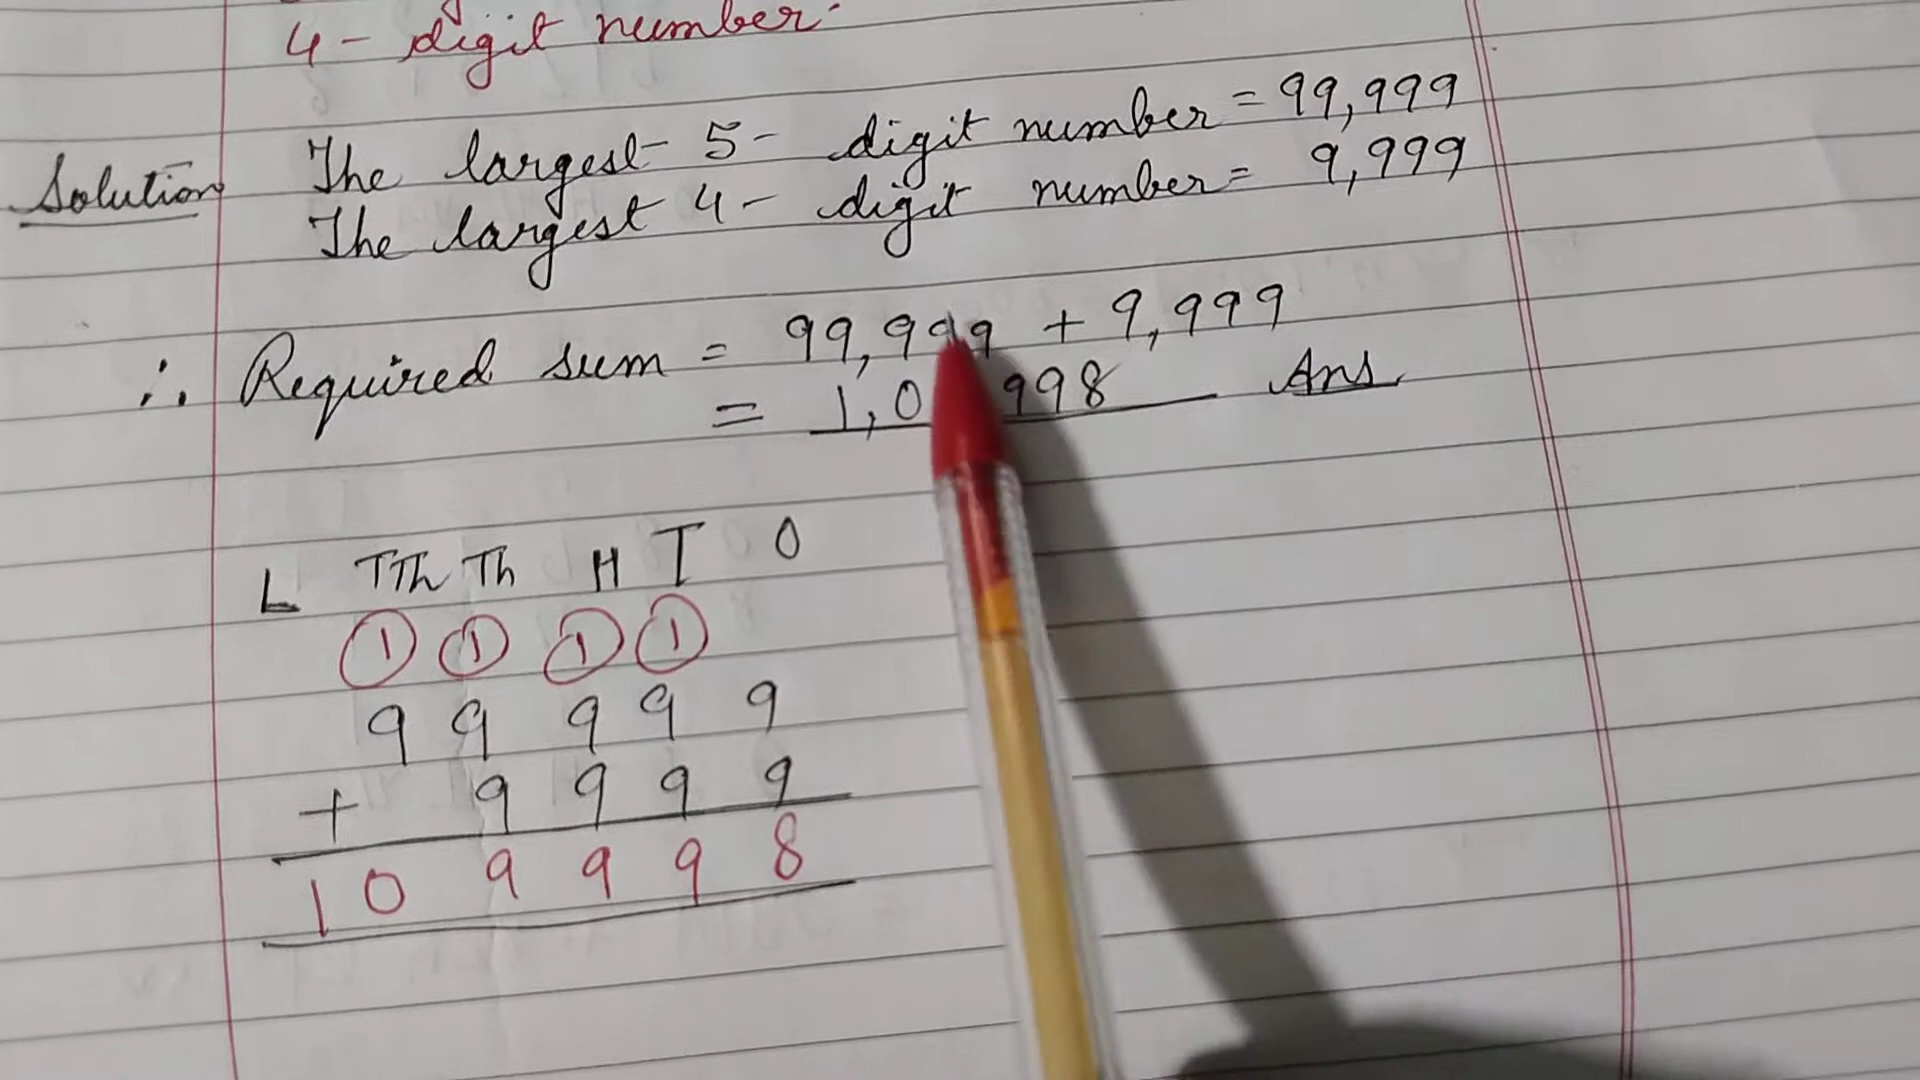 4 - digit number.
The largest 5 - digit number = 99,999
Solution
The largest 4 - digit number = 9,999
∴ Required sum = 99,999 + 9,999
= 1,0 998 Ans
L TTh Th H T O
1 1 1 1
9 9 9 9 9
+ 9 9 9 9
1 0 9 9 9 8